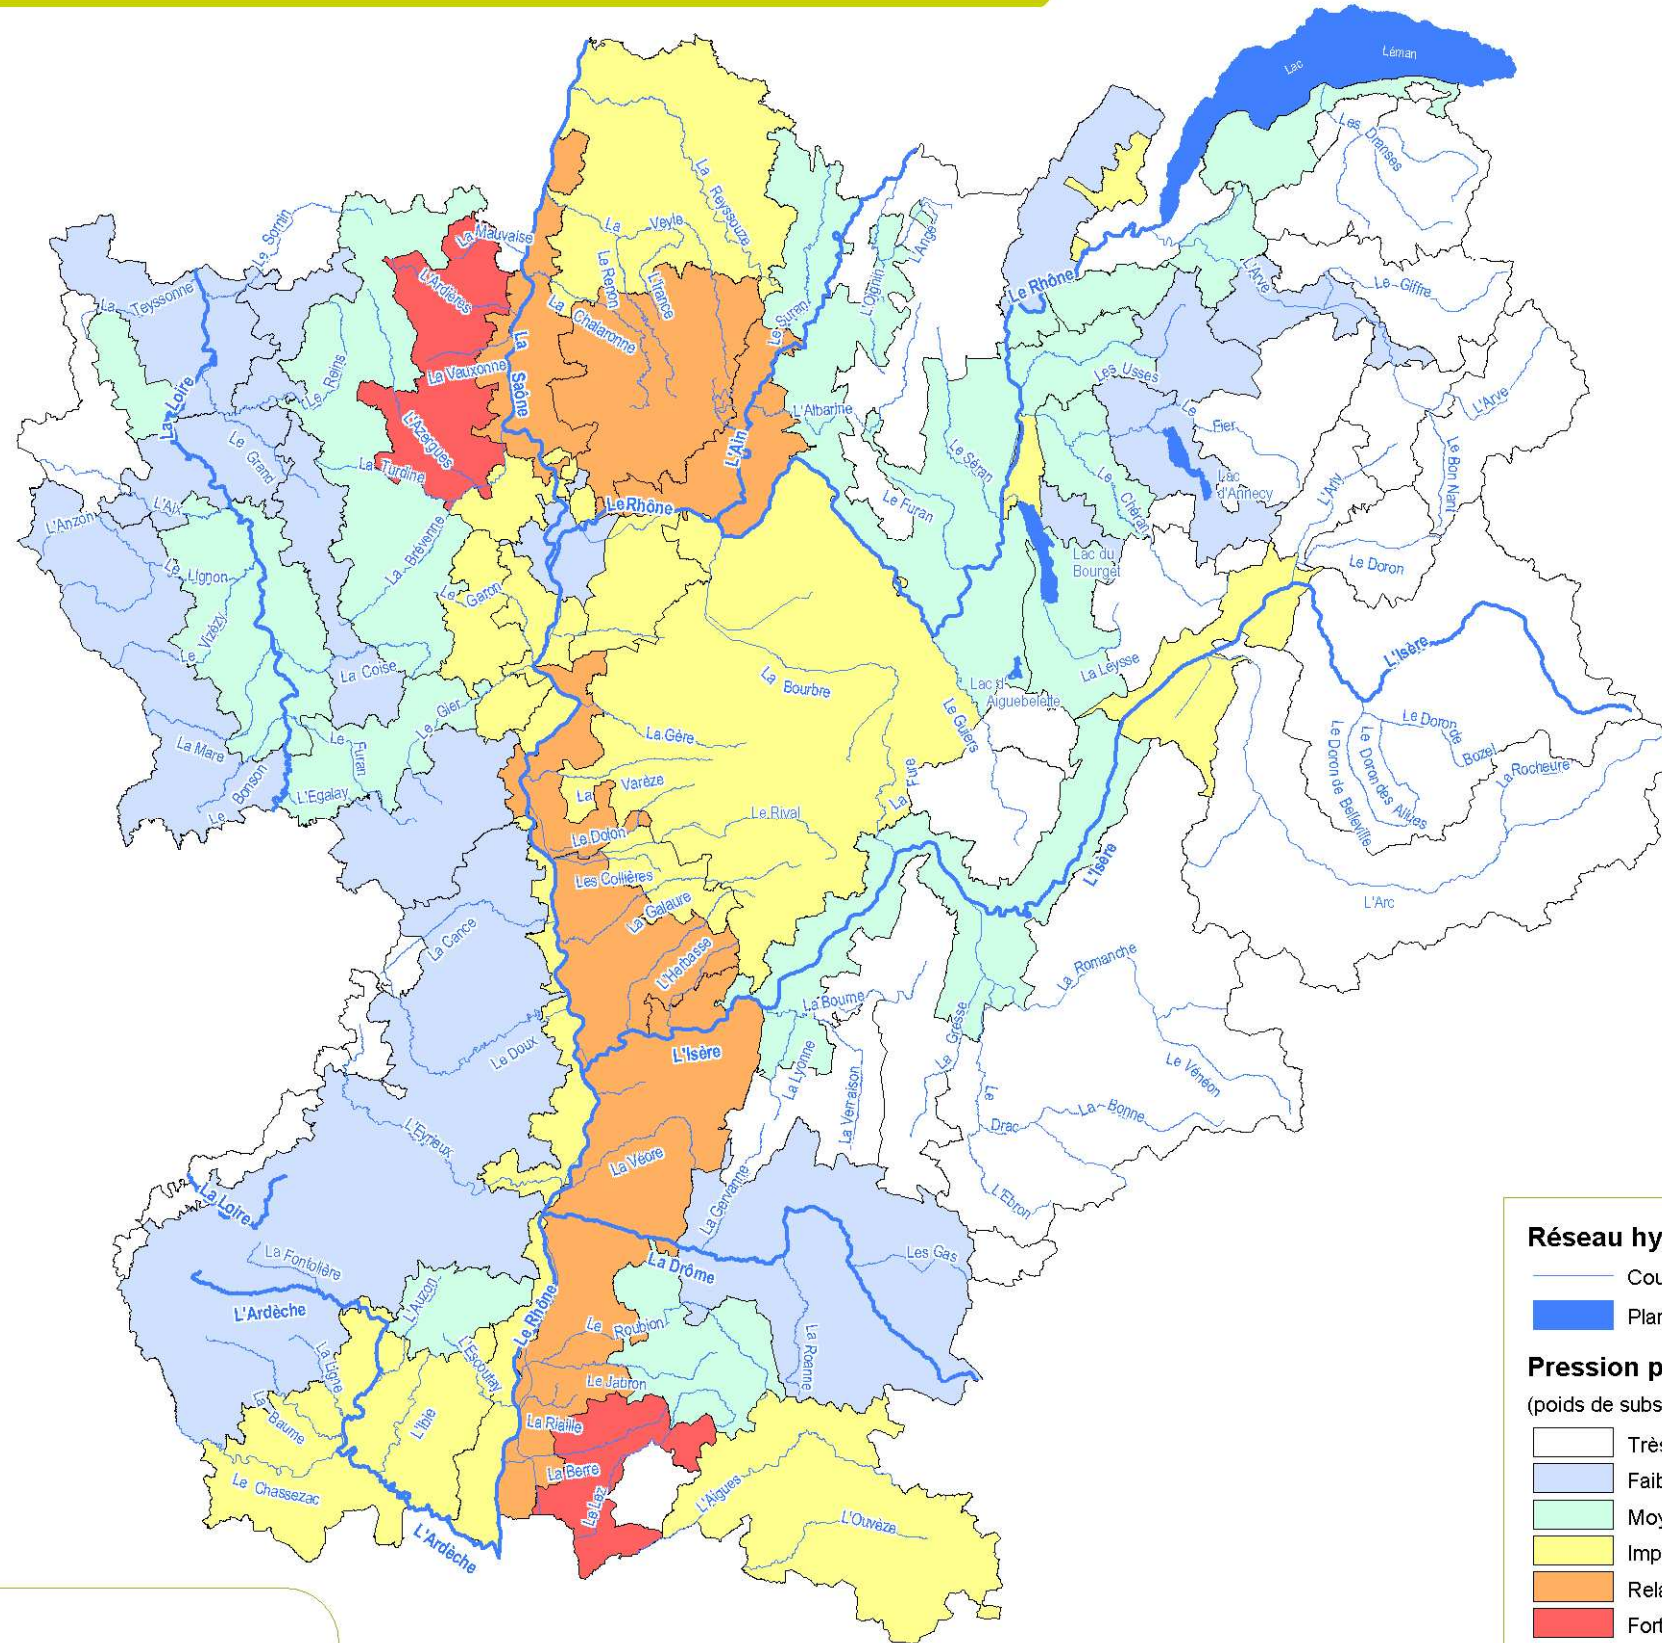 Lac
Léman
Les Dranses
La Reyssouze
La Veyle
Le Renon
L'Irance
La Chalaronne
La Mauvaise
L'Ardières
La Vauxonne
L'Azergues
La Turdine
La Saône
Le Sornin
La Teyssonne
La Loire
Le Reins
Le Grand
L'Aix
L'Anzon
Le Lignon
Le Vizézy
La Brévenne
Le Garon
La Coise
Le Gier
Le Furan
La Mare
Le Bonson
L'Egalay
Le Suran
L'Oignin
L'Ange
L'Albarine
L'Ain
Le Rhône
Le Séran
Le Furan
Le Rhône
L'Arve
Le Giffre
Les Usses
Le Fier
Lac
d'Annecy
Le Chéran
Lac du
Bourget
L'Arve
Le Bon Nant
L'Arly
Le Doron
L'Isère
La Leysse
Lac d'
Aiguebelette
Le Guiers
La Bourbre
La Gère
La Varèze
Le Dolon
Le Rival
La Fure
Les Collières
La Galaure
L'Herbasse
L'Isère
Le Doron de Belleville
Le Doron des Allues
Le Doron de
Bozel
La Rocheure
L'Arc
La Romanche
Le Vénéon
La Bonne
Le Drac
L'Ebron
La Gresse
La Bourne
La Lyonne
La Vernaison
L'Isère
La Cance
Le Doux
L'Eyrieux
La Véore
La Gervanne
La Drôme
Les Gas
La Roanne
La Loire
La Fontolière
L'Ardèche
L'Auzon
L'Escoutay
Le Rhône
Le Roubion
Le Jabron
La Riaille
La Berre
Le Lez
L'Aigues
L'Ouvèze
La Ligne
La Baume
L'Ibie
Le Chassezac
L'Ardèche
Réseau hy
Cou
Plan
Pression p
(poids de subs
Très
Faib
Moy
Imp
Rela
Fort